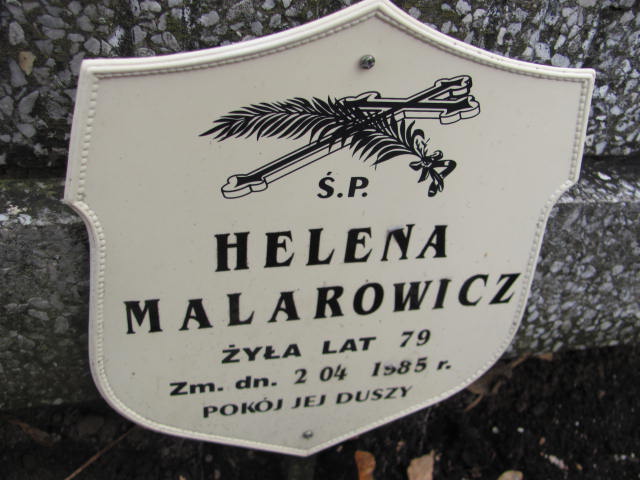 Ś.P.
HELENA
MALAROWICZ
ŻYŁA LAT 79
Zm. dn. 2 04 1985 r.
POKÓJ JEJ DUSZY